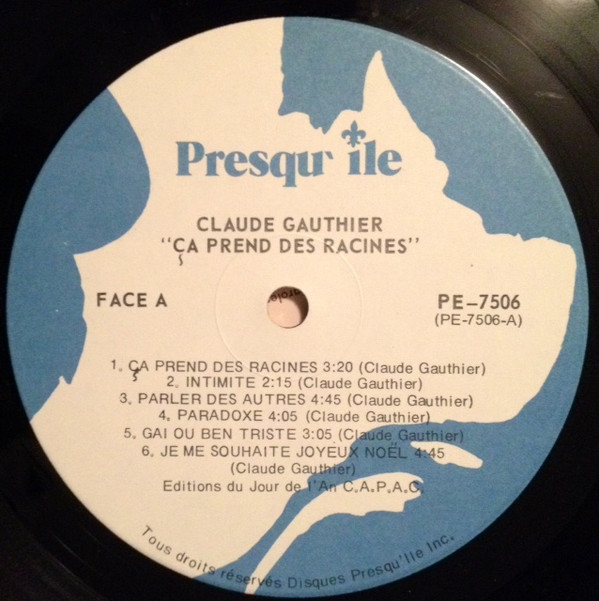 Presqu'île
CLAUDE GAUTHIER
"ÇA PREND DES RACINES"
FACE A
PE-7506
(PE-7506-A)
1. ÇA PREND DES RACINES 3:20 (Claude Gauthier)
2. INTIMITE 2:15 (Claude Gauthier)
3. PARLER DES AUTRES 4:45 (Claude Gauthier)
4. PARADOXE 4:05 (Claude Gauthier)
5. GAI OU BEN TRISTE 3:05 (Claude Gauthier)
6. JE ME SOUHAITE JOYEUX NOËL 4:45
(Claude Gauthier)
Editions du Jour de l'An C.A.P.A.C.
Tous droits réservés Disques Presqu'Ile Inc.